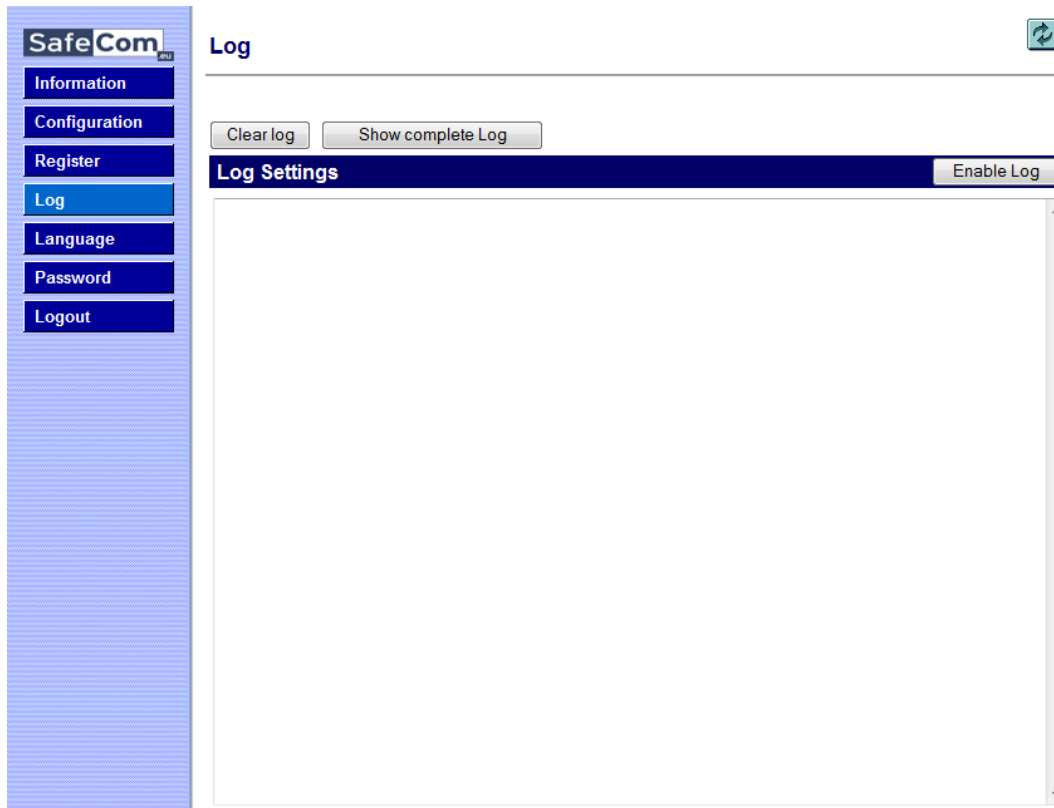 SafeCom
.eu
Information
Configuration
Register
Log
Language
Password
Logout
Log
Clear log
Show complete Log
Log Settings
Enable Log